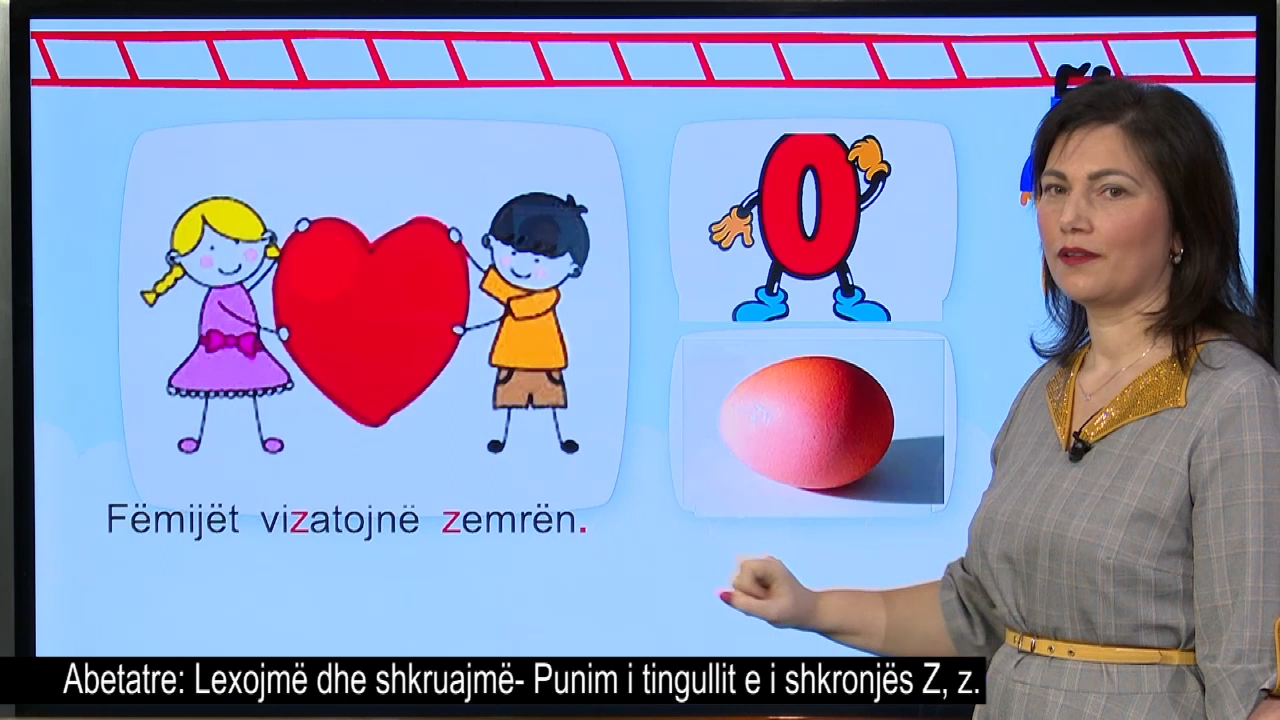 0
Fëmijët vizatojnë zemrën.
Abetatre: Lexojmë dhe shkruajmë- Punim i tingullit e i shkronjës Z, z.